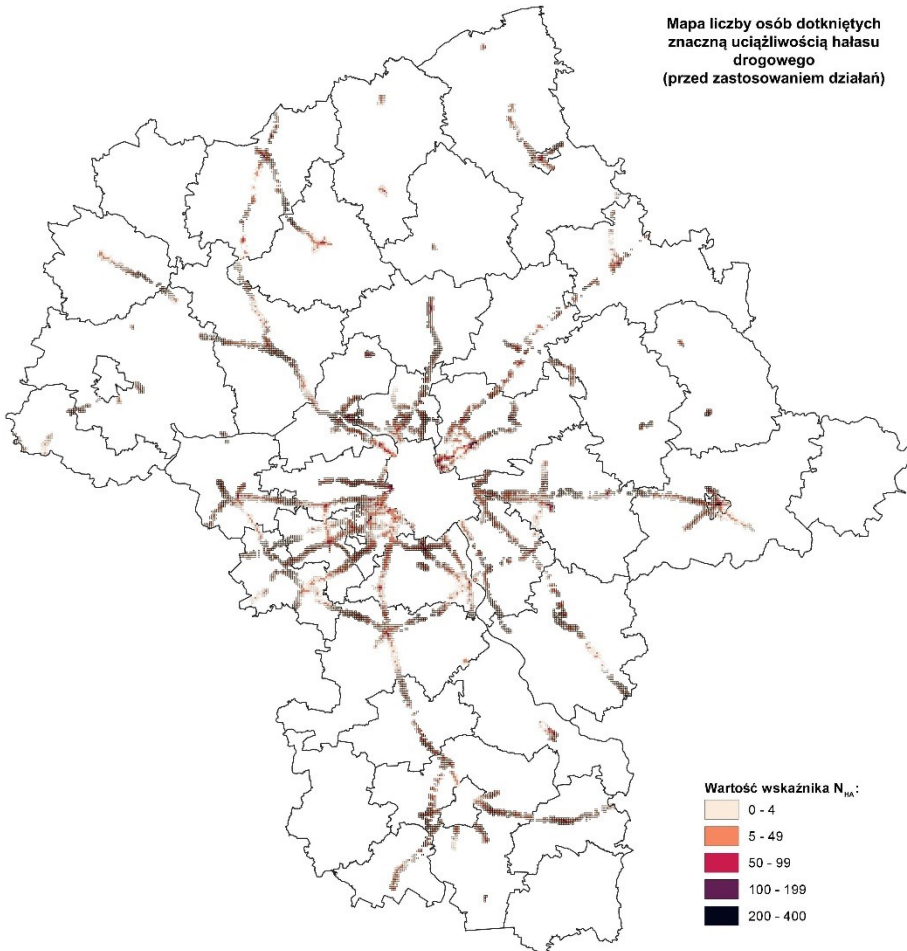 Mapa liczby osób dotkniętych
znaczną uciążliwością hałasu
drogowego
(przed zastosowaniem działań)
Wartość wskaźnika N_HA:
0 - 4
5 - 49
50 - 99
100 - 199
200 - 400